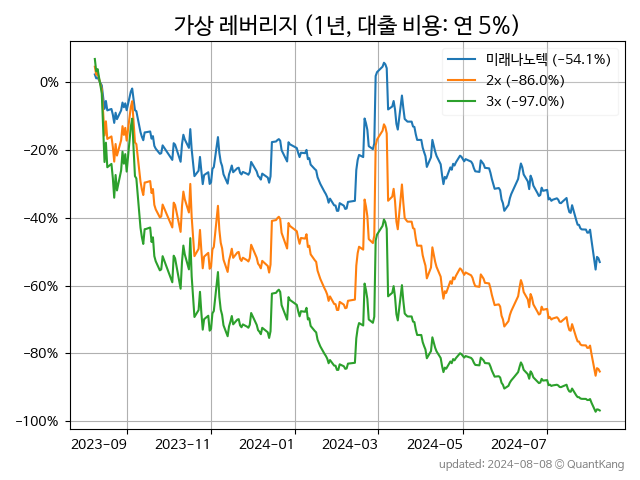 가상 레버리지 (1년, 대출 비용: 연 5%)
미래나노텍 (−54.1%)
2x (−86.0%)
3x (−97.0%)
0%
−20%
−40%
−60%
−80%
−100%
2023-09 2023-11 2024-01 2024-03 2024-05 2024-07
updated: 2024-08-08 © QuantKang